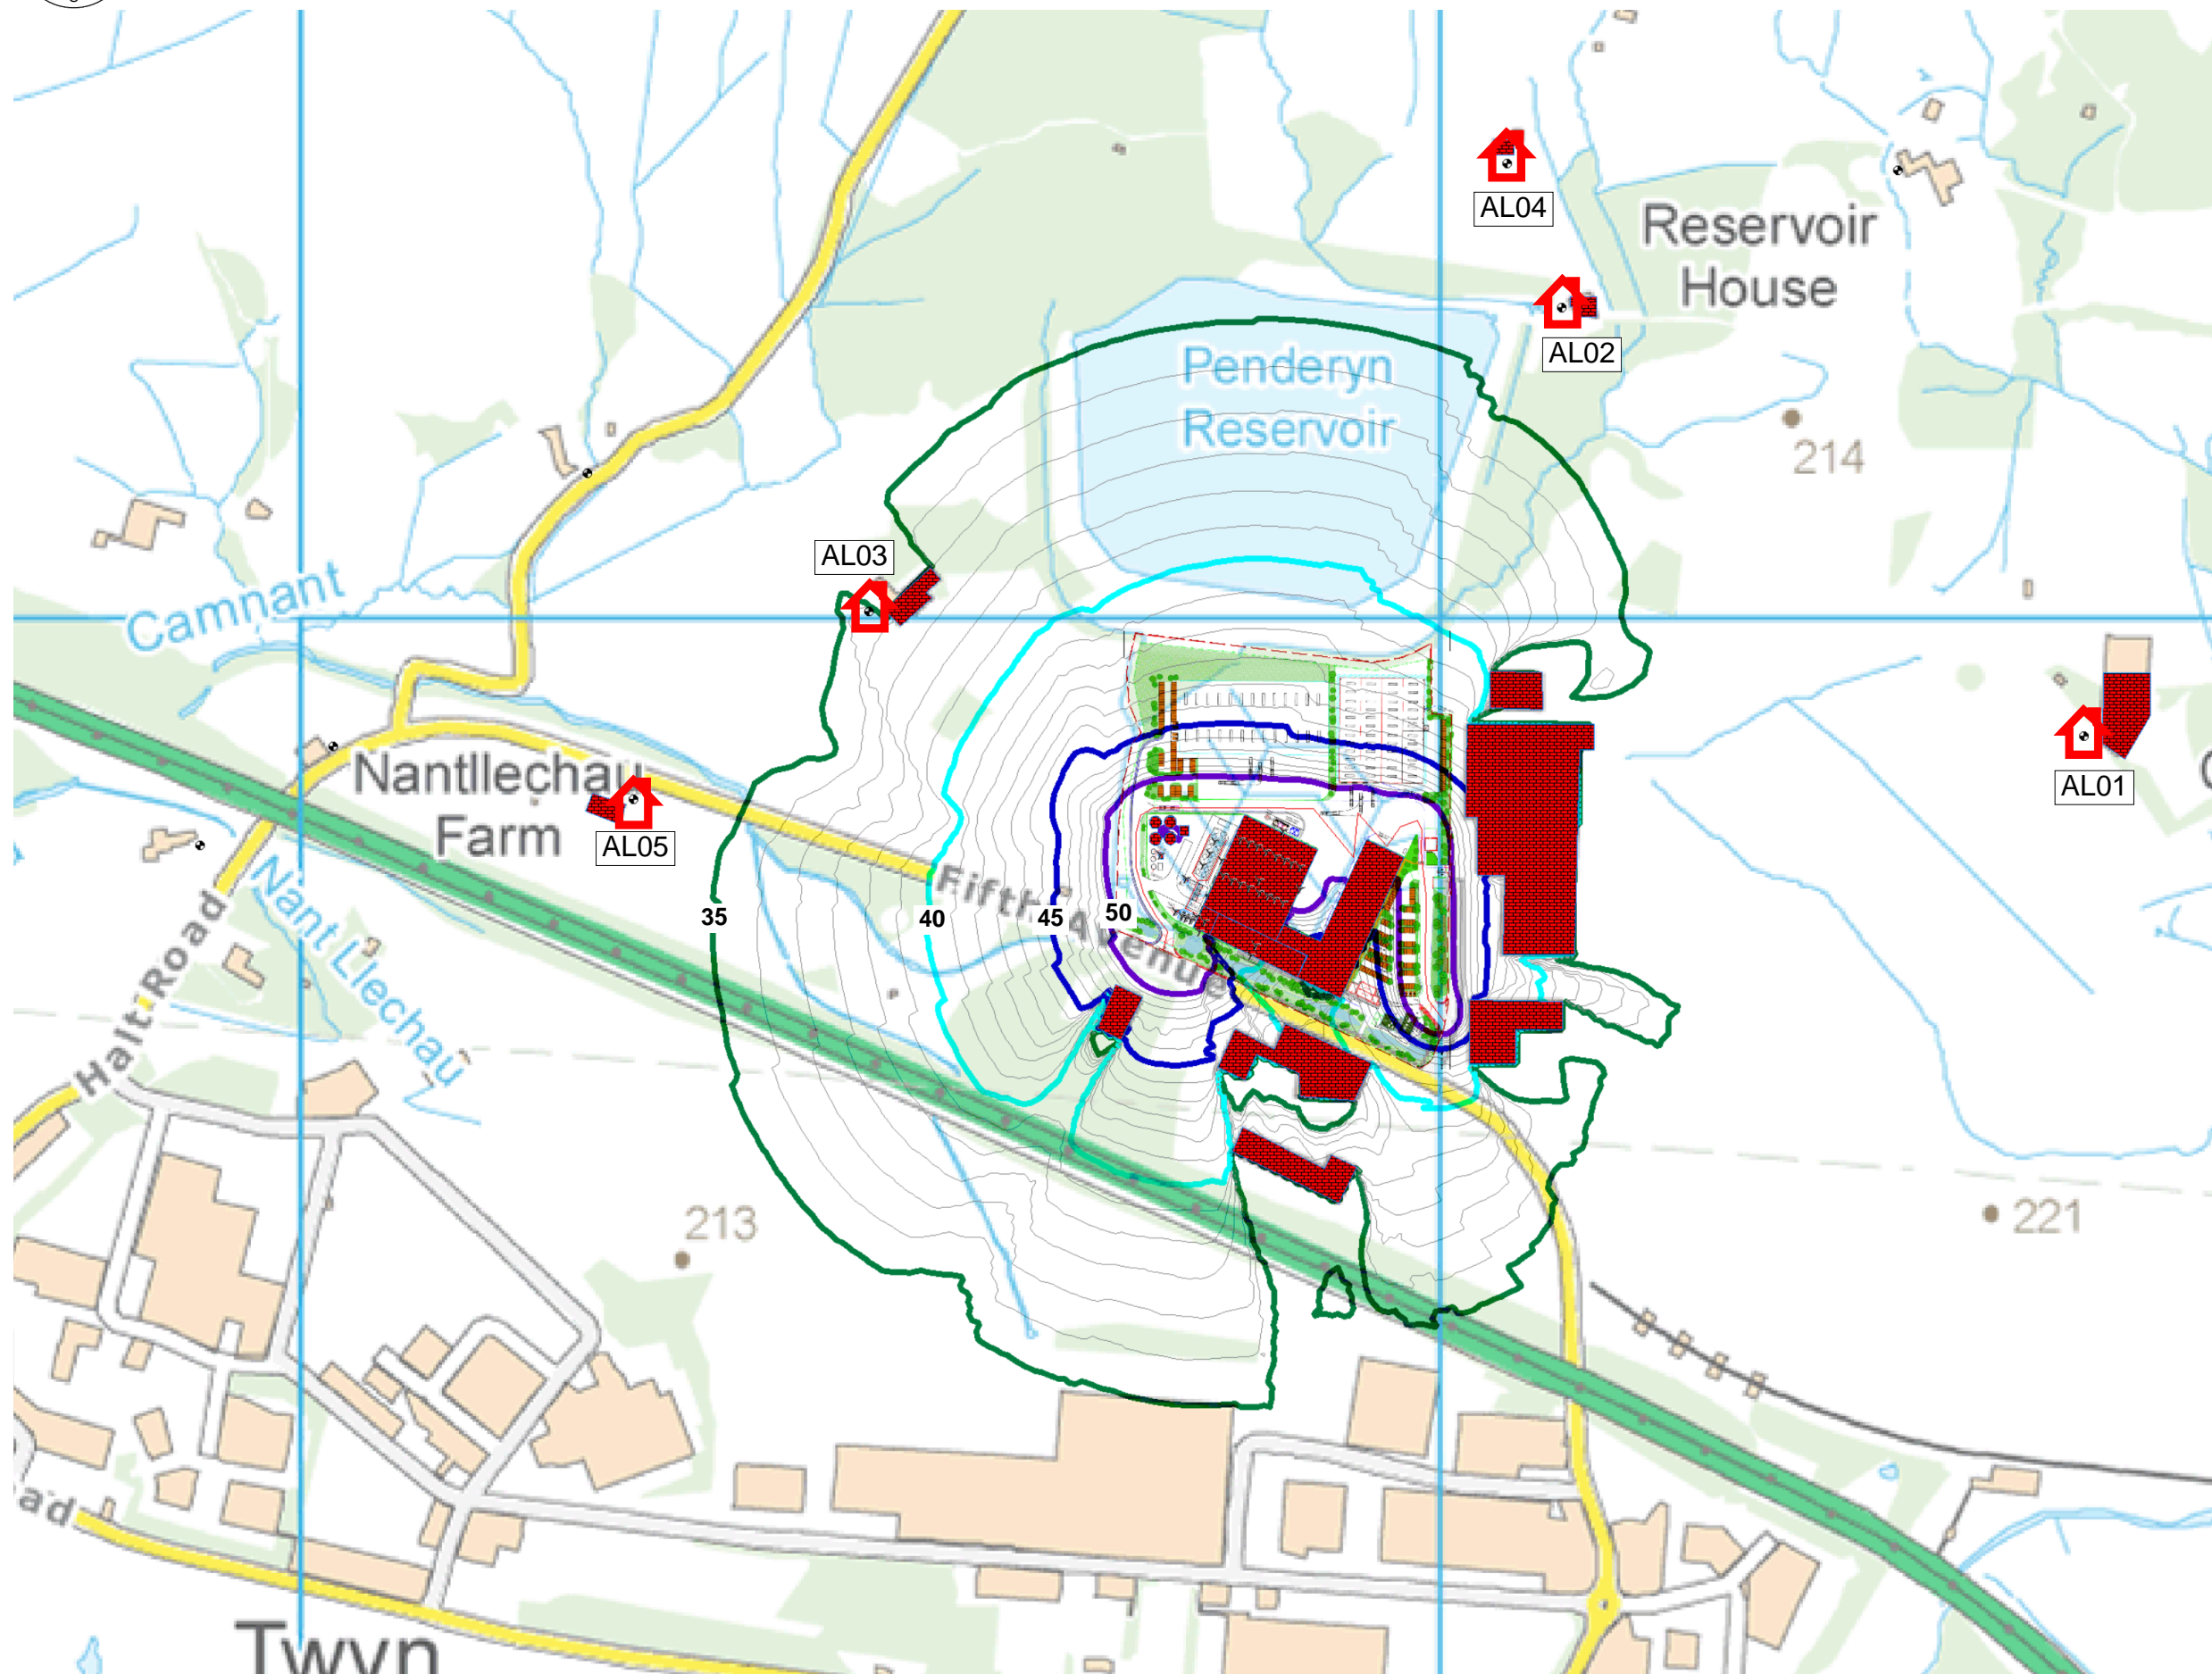 AL04
Reservoir
House
AL02
Penderyn
Reservoir
214
AL03
Camnant
Nantllechau
Farm
AL05
AL01
35
40
45
50
Fifth Avenue
Nant Llechau
Halt Road
213
221
ad
Twyn